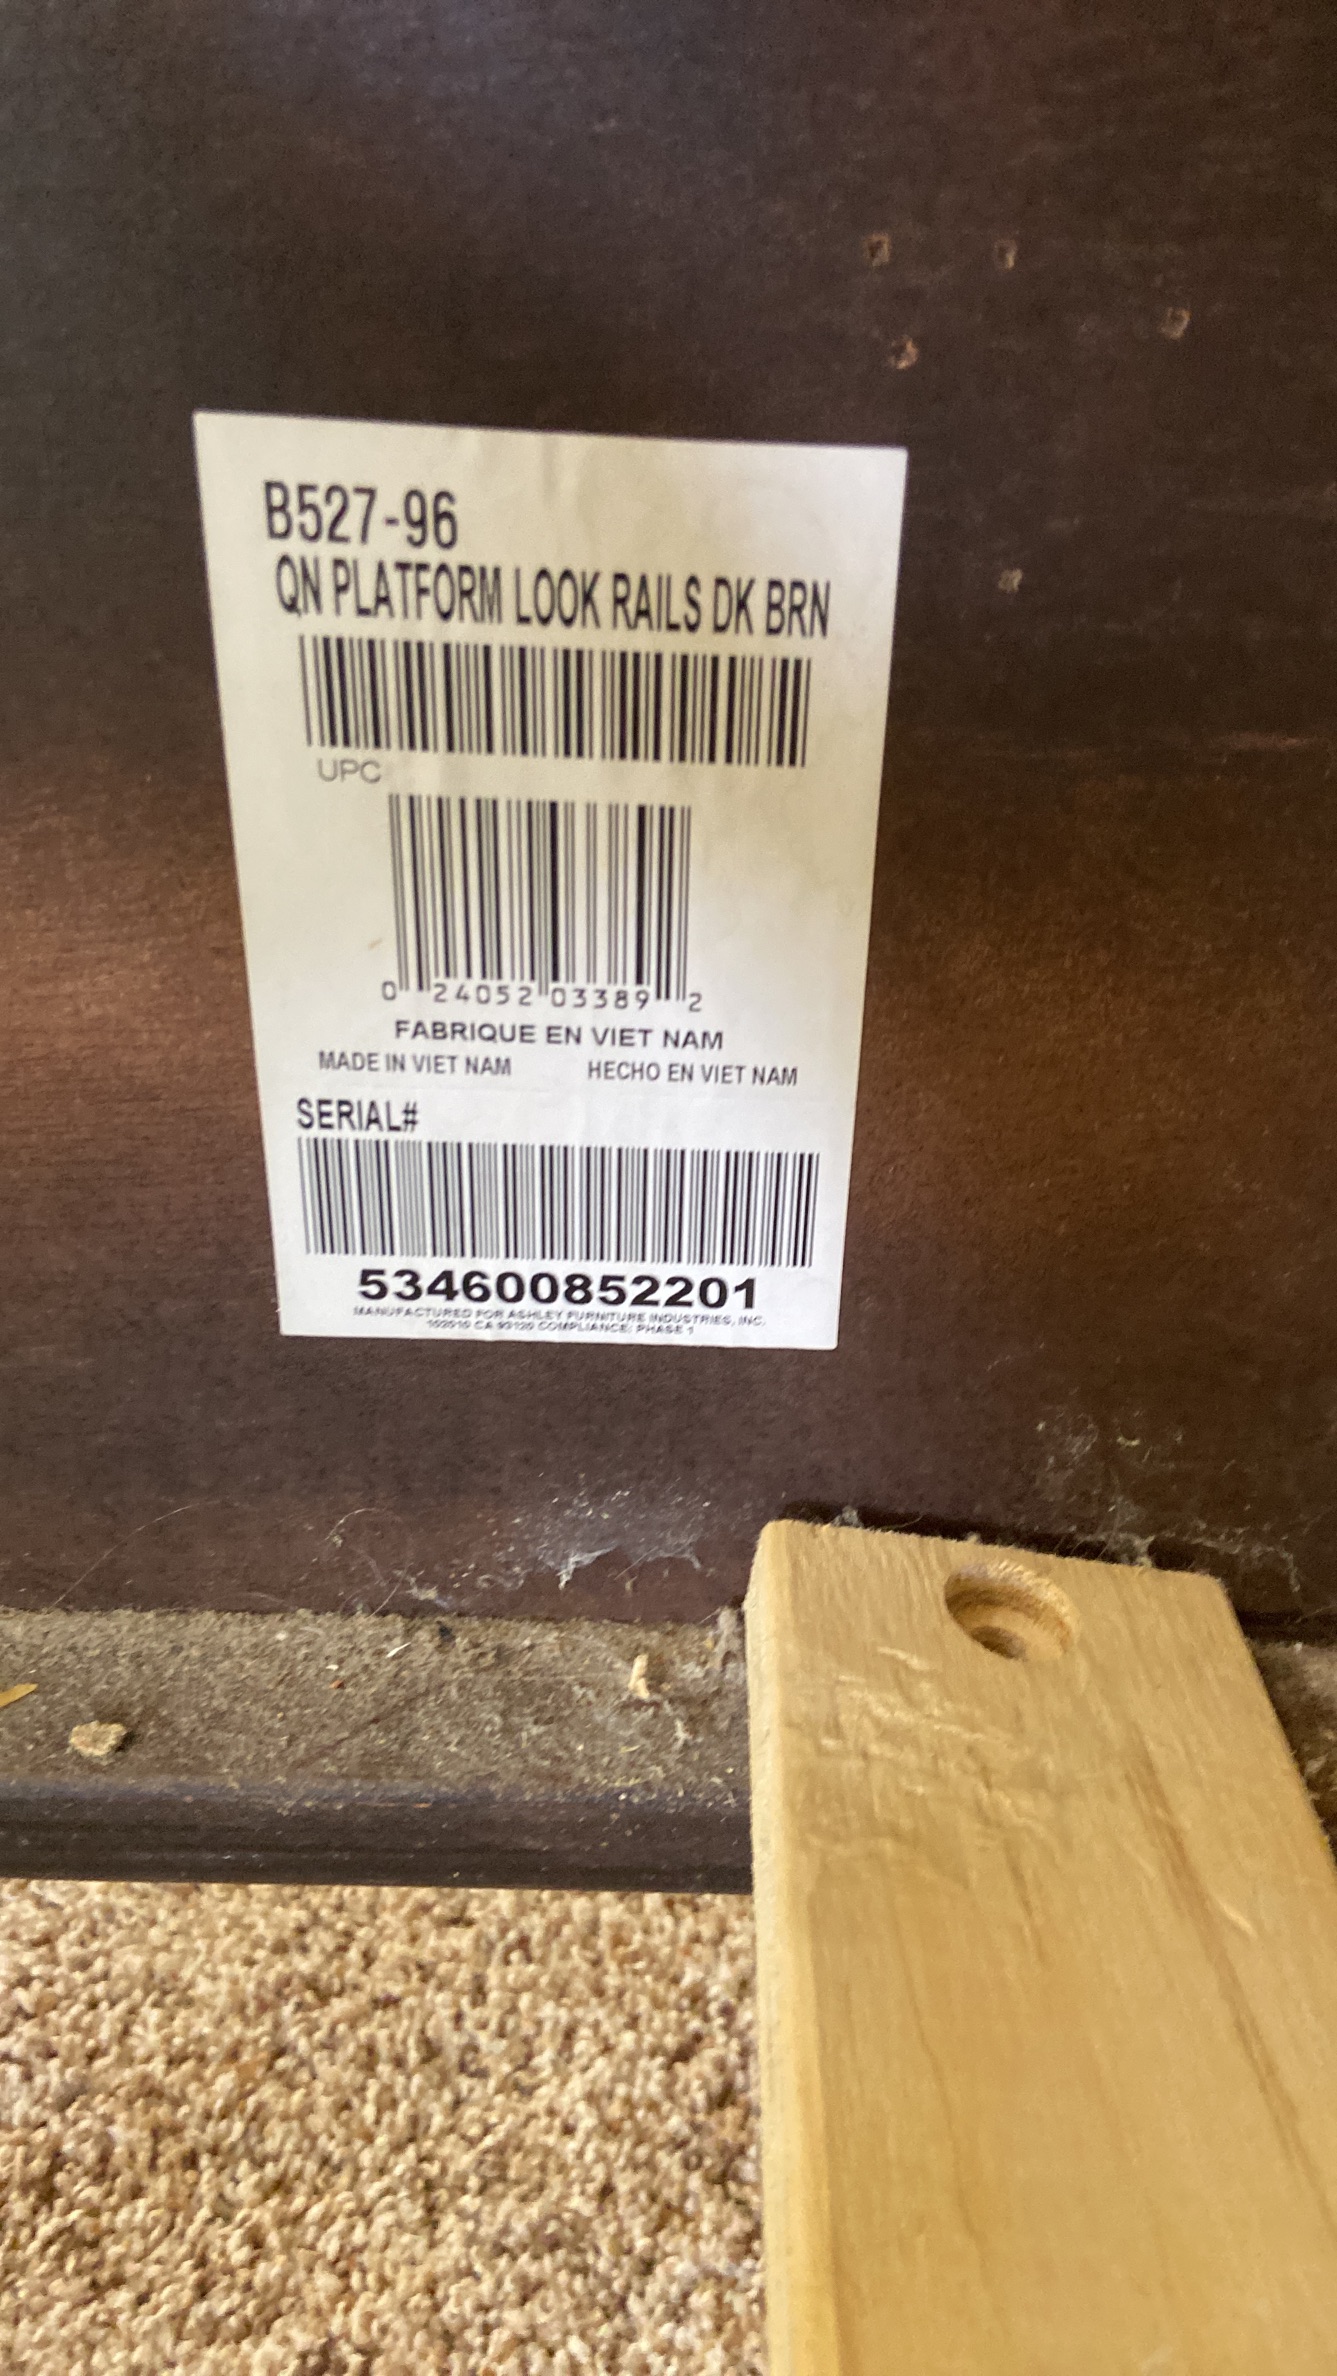 B527-96
QN PLATFORM LOOK RAILS DK BRN
UPC
0 24052 03389 2
FABRIQUE EN VIET NAM
MADE IN VIET NAM HECHO EN VIET NAM
SERIAL#
534600852201
MANUFACTURED FOR ASHLEY FURNITURE INDUSTRIES, INC.
102010 CA 93120 COMPLIANCE: PHASE 1